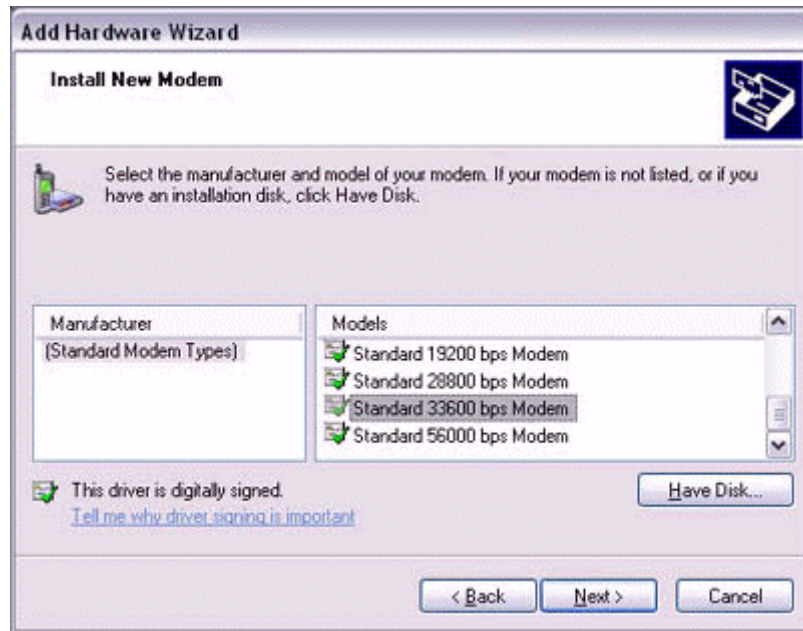 Add Hardware Wizard
Install New Modem
Select the manufacturer and model of your modem. If your modem is not listed, or if you
have an installation disk, click Have Disk.
Manufacturer
Models
(Standard Modem Types)
Standard 19200 bps Modem
Standard 28800 bps Modem
Standard 33600 bps Modem
Standard 56000 bps Modem
This driver is digitally signed.
Have Disk...
Tell me why driver signing is important
< Back
Next >
Cancel